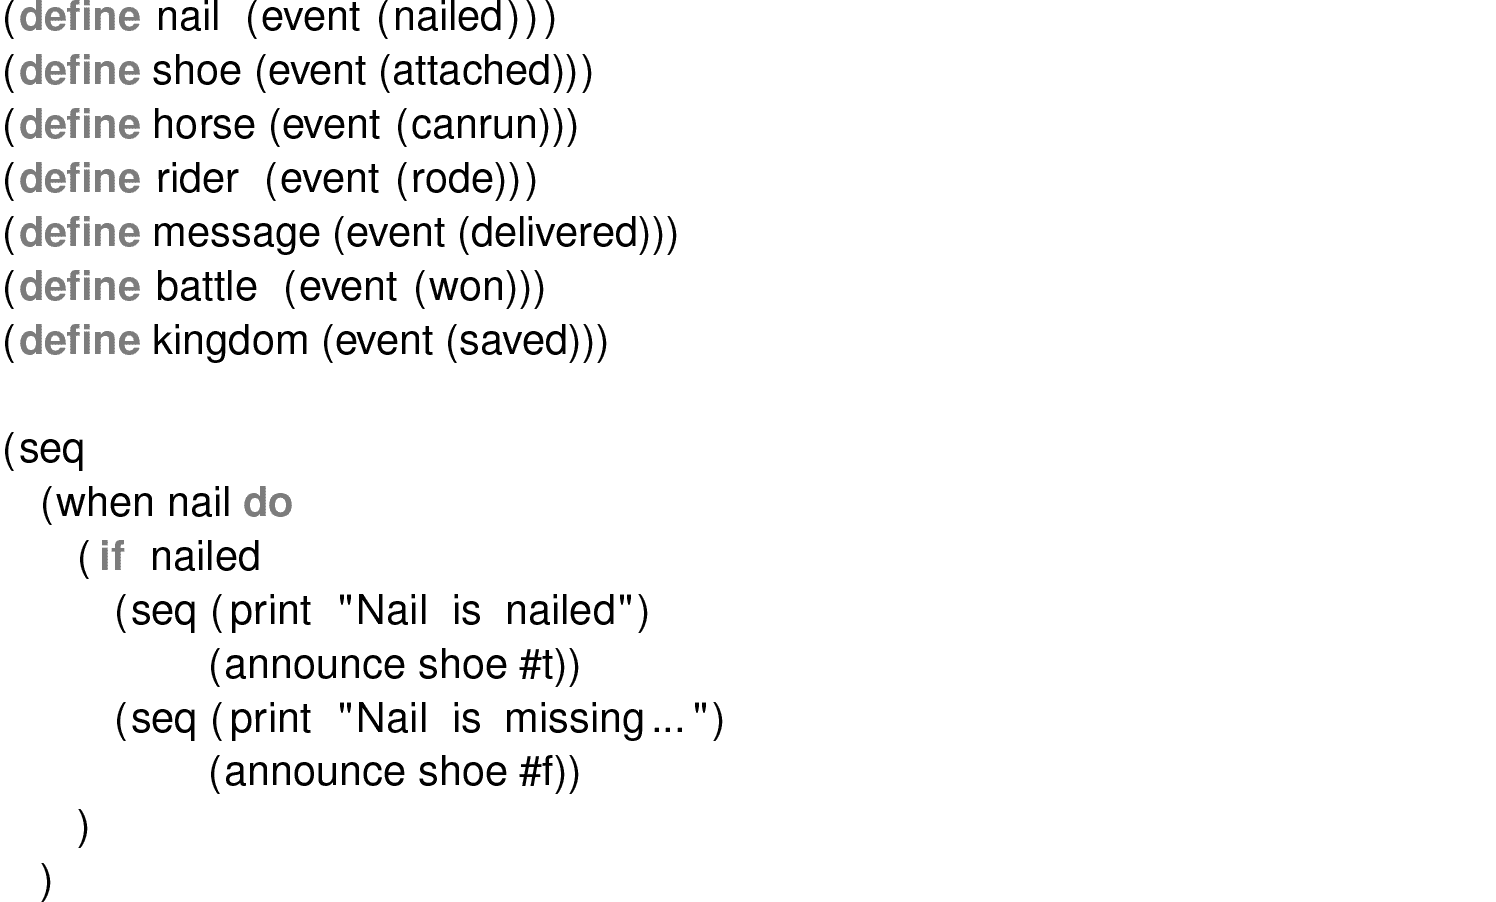 (define nail (event (nailed)))
(define shoe (event (attached)))
(define horse (event (canrun)))
(define rider (event (rode)))
(define message (event (delivered)))
(define battle (event (won)))
(define kingdom (event (saved)))

(seq
  (when nail do
    (if nailed
      (seq (print "Nail is nailed")
           (announce shoe #t))
      (seq (print "Nail is missing...")
           (announce shoe #f))
    )
  )